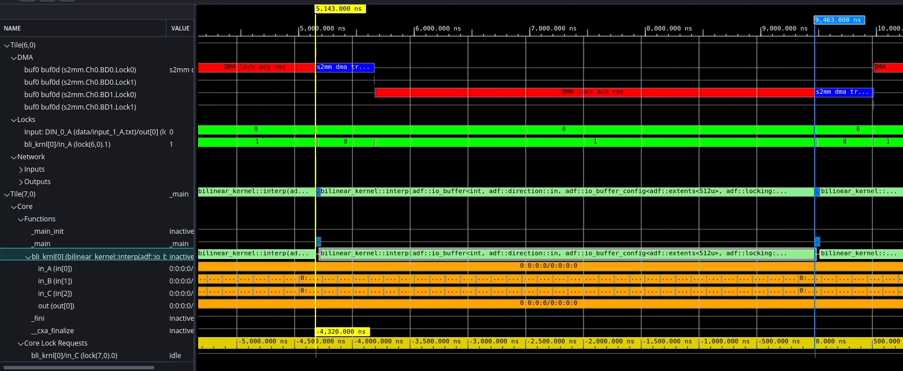 5,143.000 ns
9,463.000 ns
NAME VALUE
5,000.000 ns 6,000.000 ns 7,000.000 ns 8,000.000 ns 9,000.000 ns 10,000.
Tile(6,0)
DMA
buf0 buf0d (s2mm.Ch0.BD0.Lock0) s2mm d DMA lock acq req s2mm dma tr... DMA
buf0 buf0d (s2mm.Ch0.BD0.Lock1)
buf0 buf0d (s2mm.Ch0.BD1.Lock0) DMA lock acq req s2mm dma tr...
buf0 buf0d (s2mm.Ch0.BD1.Lock1)
Locks
Input: DIN_0_A (data/input_1_A.txt)/out[0] (l 0 0 0 0
bli_krnl[0]/in_A (lock(6,0).1) 1 1 0 1 0 1
Network
Inputs
Outputs
Tile(7,0) _main bilinear_kernel::interp(ad... bilinear_kernel::interp(adf::io_buffer<int, adf::direction::in, adf::io_buffer_config<adf::extents<512u>, adf::locking:... bilinear_kernel::...
Core
Functions
_main_init inactive
_main _main
bli_krnl[0] (bilinear_kernel::interp(adf::io_b inactive bilinear_kernel::interp(ad... bilinear_kernel::interp(adf::io_buffer<int, adf::direction::in, adf::io_buffer_config<adf::extents<512u>, adf::locking:... bilinear_kernel::...
in_A (in[0]) 0:0:0:0/ 0:0:0:0/0:0:0:0
in_B (in[1]) 0:0:0:0/
in_C (in[2]) 0:0:0:0/
out (out[0]) 0:0:0:0/ 0:0:0:0/0:0:0:0
_fini inactive
__cxa_finalize inactive
-4,320.000 ns 0.000 ns
Core Lock Requests -5,000.000 ns -4,000.000 ns -3,500.000 ns -3,000.000 ns -2,500.000 ns -2,000.000 ns -1,500.000 ns -1,000.000 ns -500.000 ns 0.000 ns 500.000
bli_krnl[0]/in_C (lock(7,0).0) idle